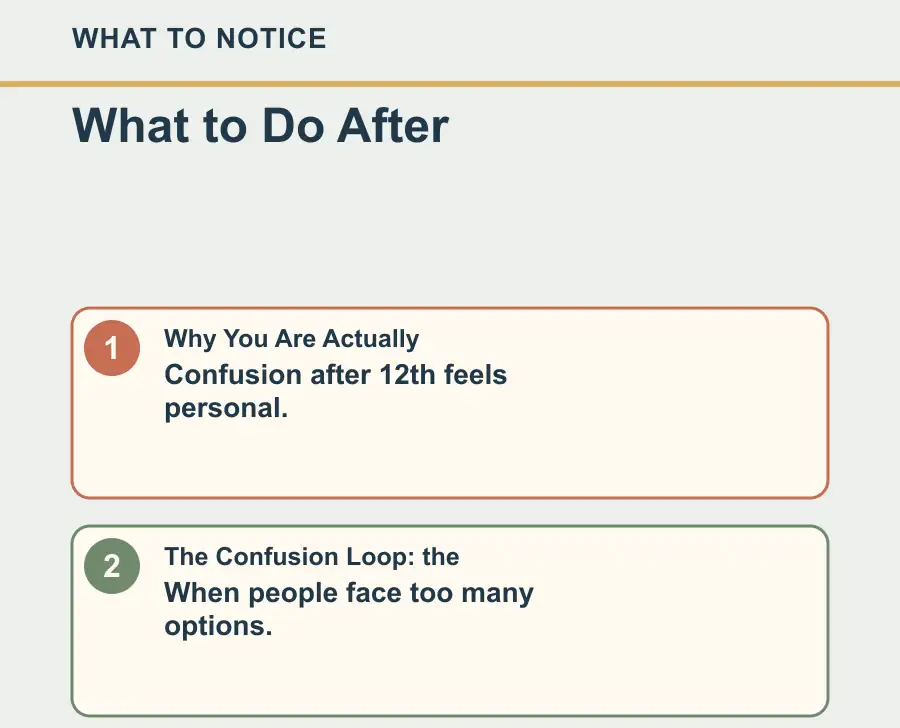 WHAT TO NOTICE
What to Do After
1
Why You Are Actually
Confusion after 12th feels
personal.
2
The Confusion Loop: the
When people face too many
options.